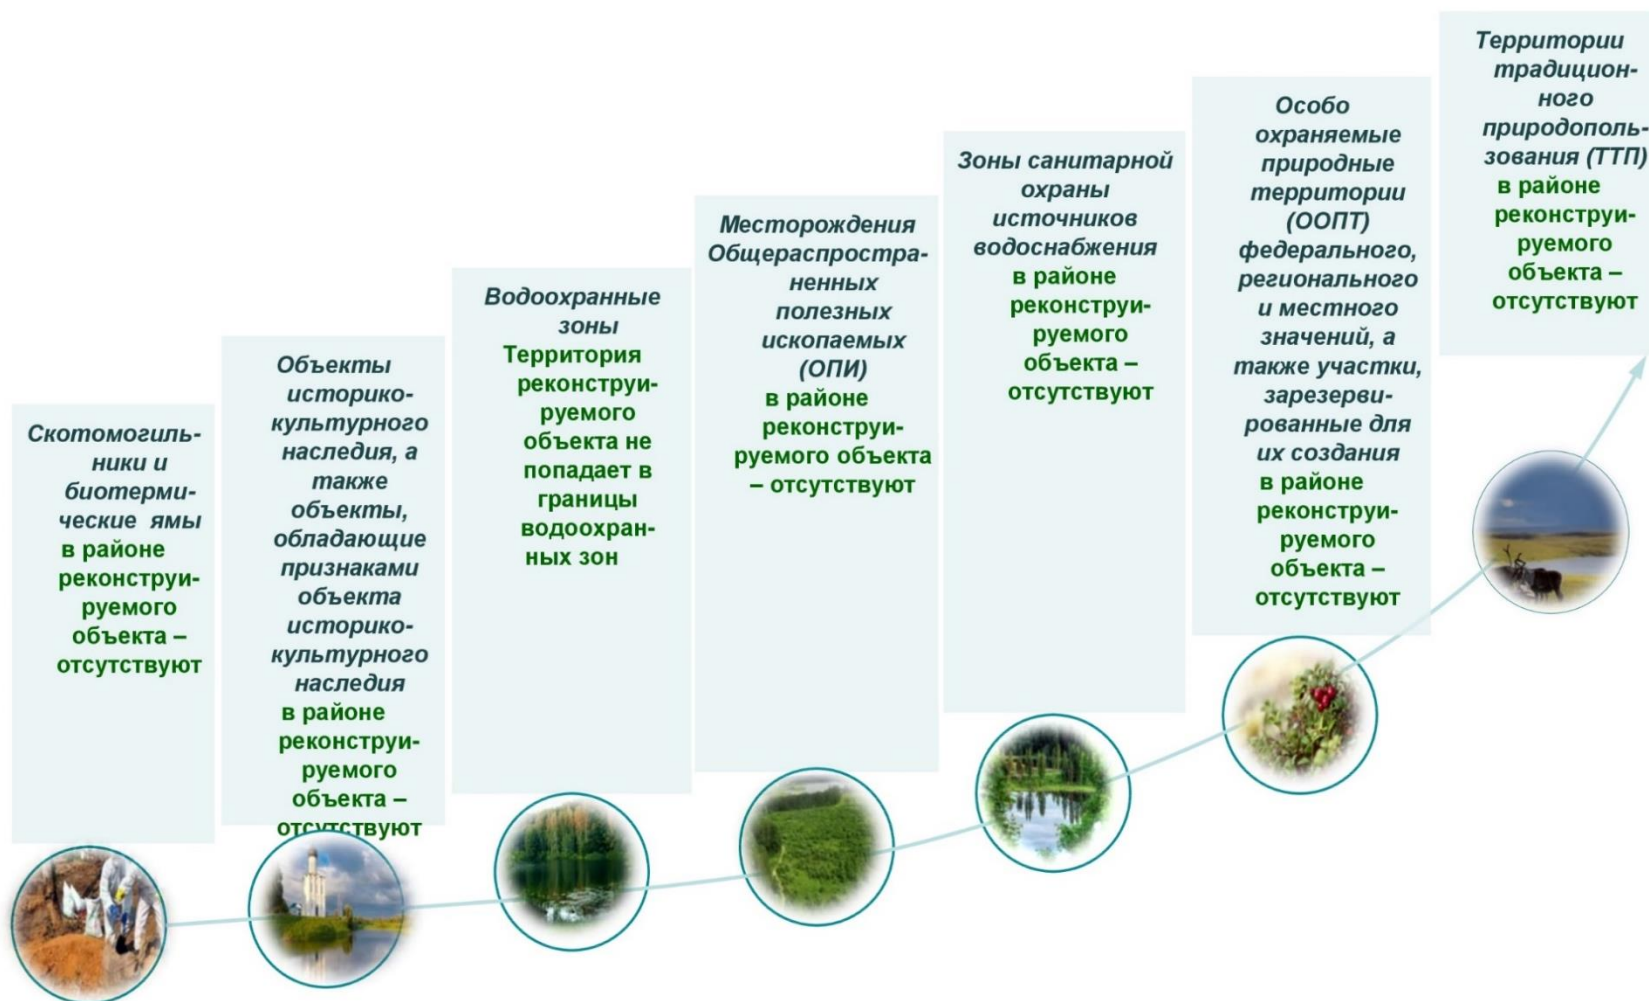 Скотомогиль-
ники и
биотерми-
ческие ямы
в районе
реконструи-
руемого
объекта –
отсутствуют
Объекты
историко-
культурного
наследия, а
также
объекты,
обладающие
признаками
объекта
историко-
культурного
наследия
в районе
реконструи-
руемого
объекта –
отсутствуют
Водоохранные
зоны
Территория
реконструи-
руемого
объекта не
попадает в
границы
водоохран-
ных зон
Месторождения
Общераспростра-
ненных
полезных
ископаемых
(ОПИ)
в районе
реконструи-
руемого объекта
– отсутствуют
Зоны санитарной
охраны
источников
водоснабжения
в районе
реконструи-
руемого
объекта –
отсутствуют
Особо
охраняемые
природные
территории
(ООПТ)
федерального,
регионального
и местного
значений, а
также участки,
зарезерви-
рованные для
их создания
в районе
реконструи-
руемого
объекта –
отсутствуют
Территории
традицион-
ного
природополь-
зования (ТТП)
в районе
реконструи-
руемого
объекта –
отсутствуют